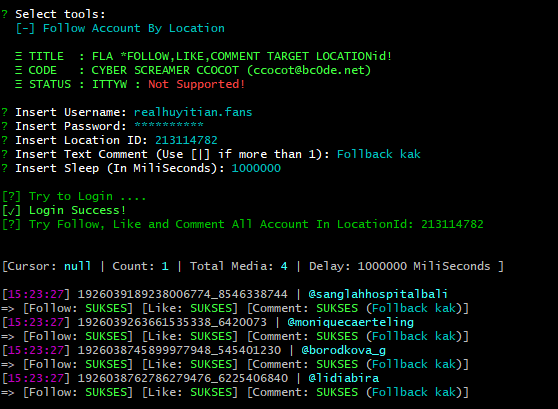 ? Select tools:
[-] Follow Account By Location
Ξ TITLE : FLA *FOLLOW,LIKE,COMMENT TARGET LOCATIONid!
Ξ CODE : CYBER SCREAMER CCOCOT (ccocot@bc0de.net)
Ξ STATUS : ITTYW : Not Supported!
? Insert Username: realhuyitian.fans
? Insert Password: **********
? Insert Location ID: 213114782
? Insert Text Comment (Use [|] if more than 1): Follback kak
? Insert Sleep (In MiliSeconds): 1000000
[?] Try to Login ....
[√] Login Success!
[?] Try Follow, Like and Comment All Account In LocationId: 213114782
[Cursor: null | Count: 1 | Total Media: 4 | Delay: 1000000 MiliSeconds ]
[15:23:27] 1926039189238006774_8546338744 | @sanglahhospitalbali
=> [Follow: SUKSES] [Like: SUKSES] [Comment: SUKSES (Follback kak)]
[15:23:27] 1926039263661535338_6420073 | @moniquecaerteling
=> [Follow: SUKSES] [Like: SUKSES] [Comment: SUKSES (Follback kak)]
[15:23:27] 1926038745899977948_545401230 | @borodkova_g
=> [Follow: SUKSES] [Like: SUKSES] [Comment: SUKSES (Follback kak)]
[15:23:27] 1926038762786279476_6225406840 | @lidiabira
=> [Follow: SUKSES] [Like: SUKSES] [Comment: SUKSES (Follback kak)]